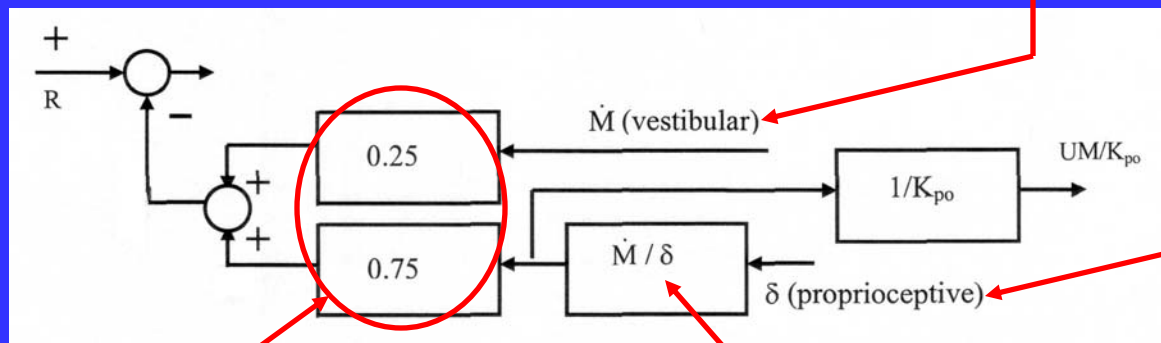 +
R
−
Ṁ (vestibular)
0.25
UM/Kpo
1/Kpo
+
+
0.75
Ṁ / δ
δ (proprioceptive)